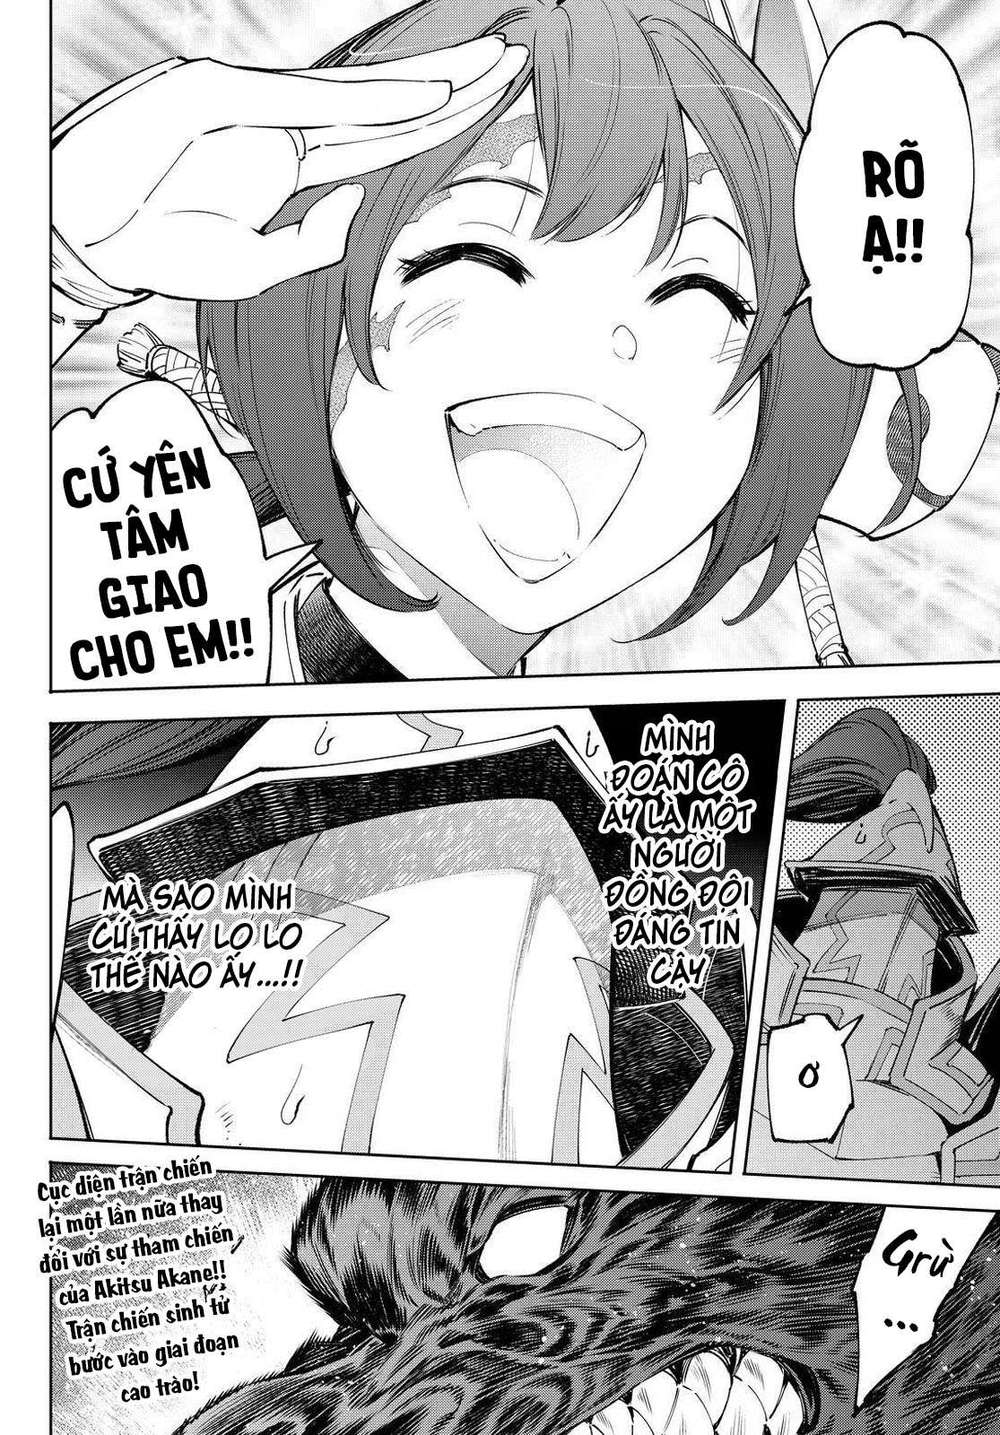 RÕ
Ạ!!
CỨ YÊN
TÂM
GIAO
CHO EM!!
MÌNH
ĐOÁN CÔ
ẤY LÀ MỘT
NGƯỜI
ĐỒNG ĐỘI
ĐÁNG TIN
CẬY
MÀ SAO MÌNH
CỨ THẤY LO LO
THẾ NÀO ẤY...!!
Ơ
Cục diện trận chiến
lại một lần nữa thay
đổi với sự tham chiến
của Akitsu Akane!!
Trận chiến sinh tử
bước vào giai đoạn
cao trào!
GRỪ
...